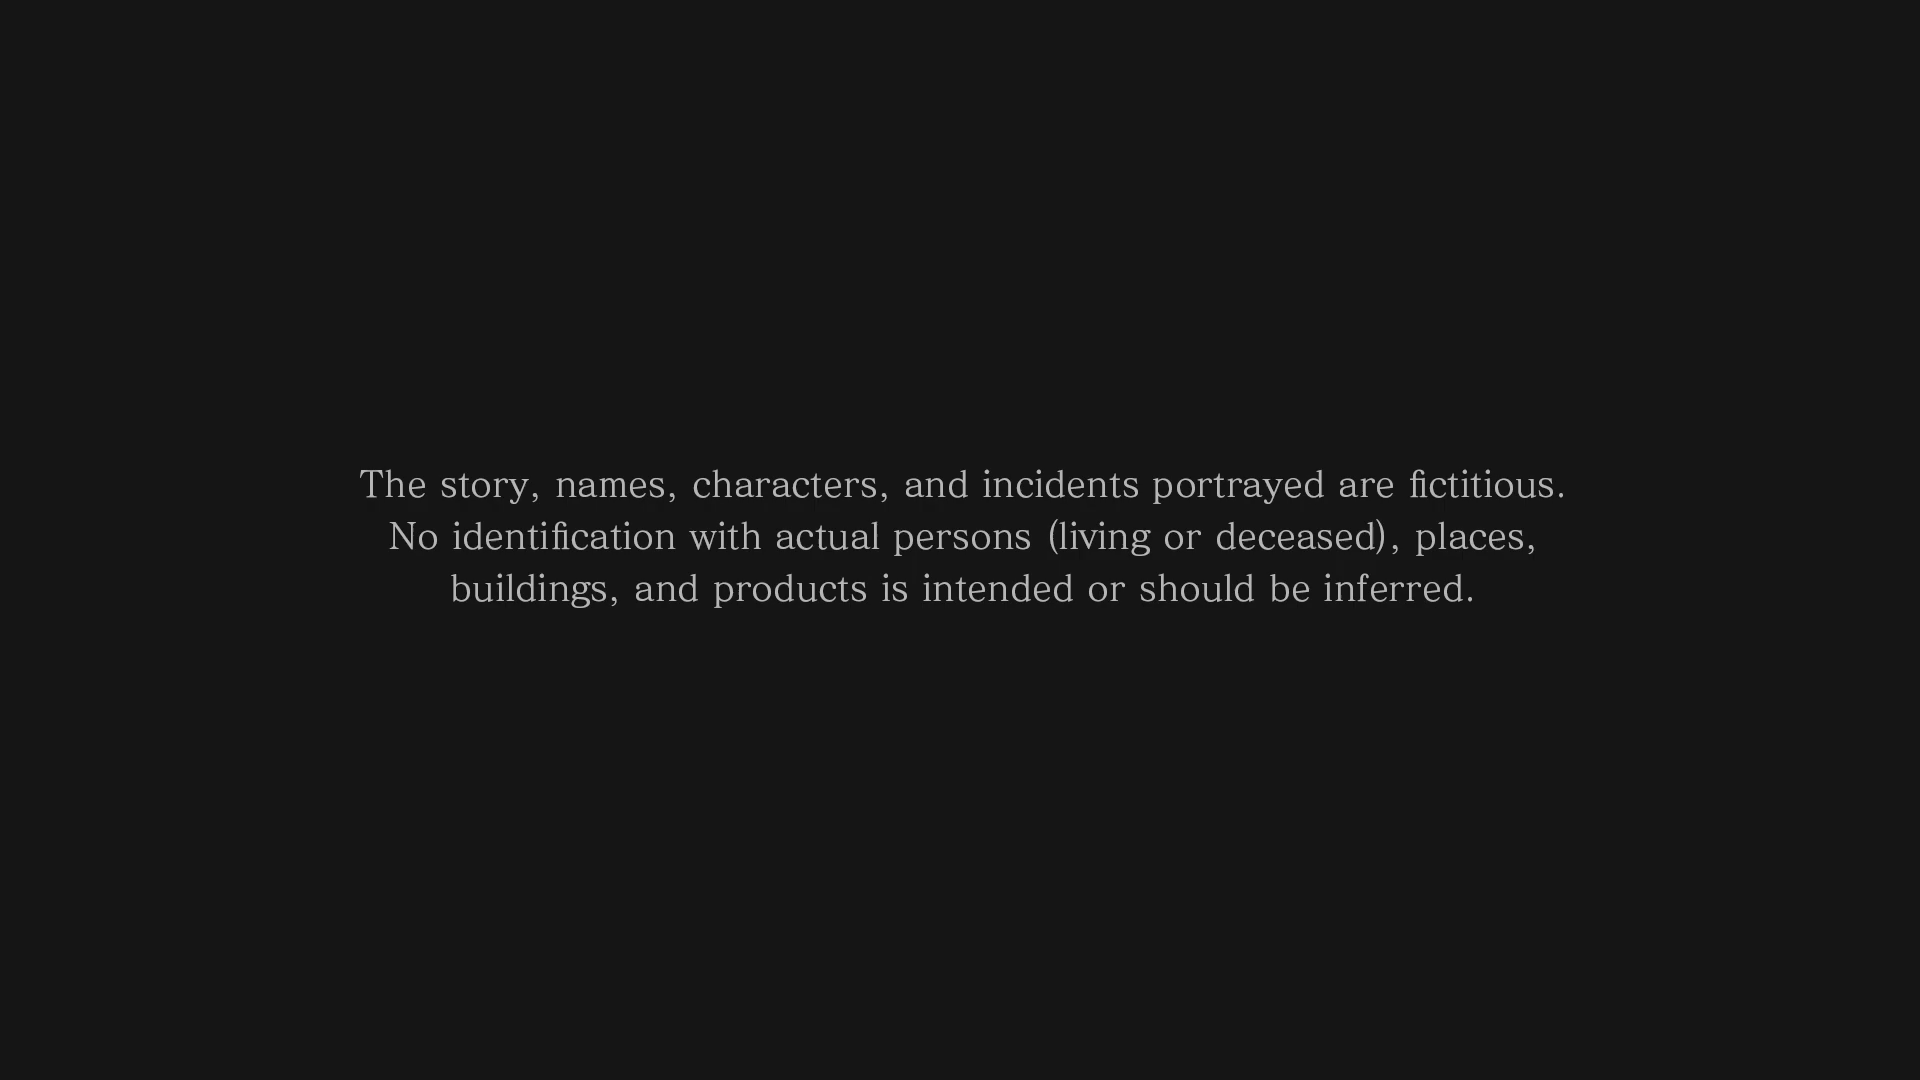 The story, names, characters, and incidents portrayed are fictitious.
No identification with actual persons (living or deceased), places,
buildings, and products is intended or should be inferred.